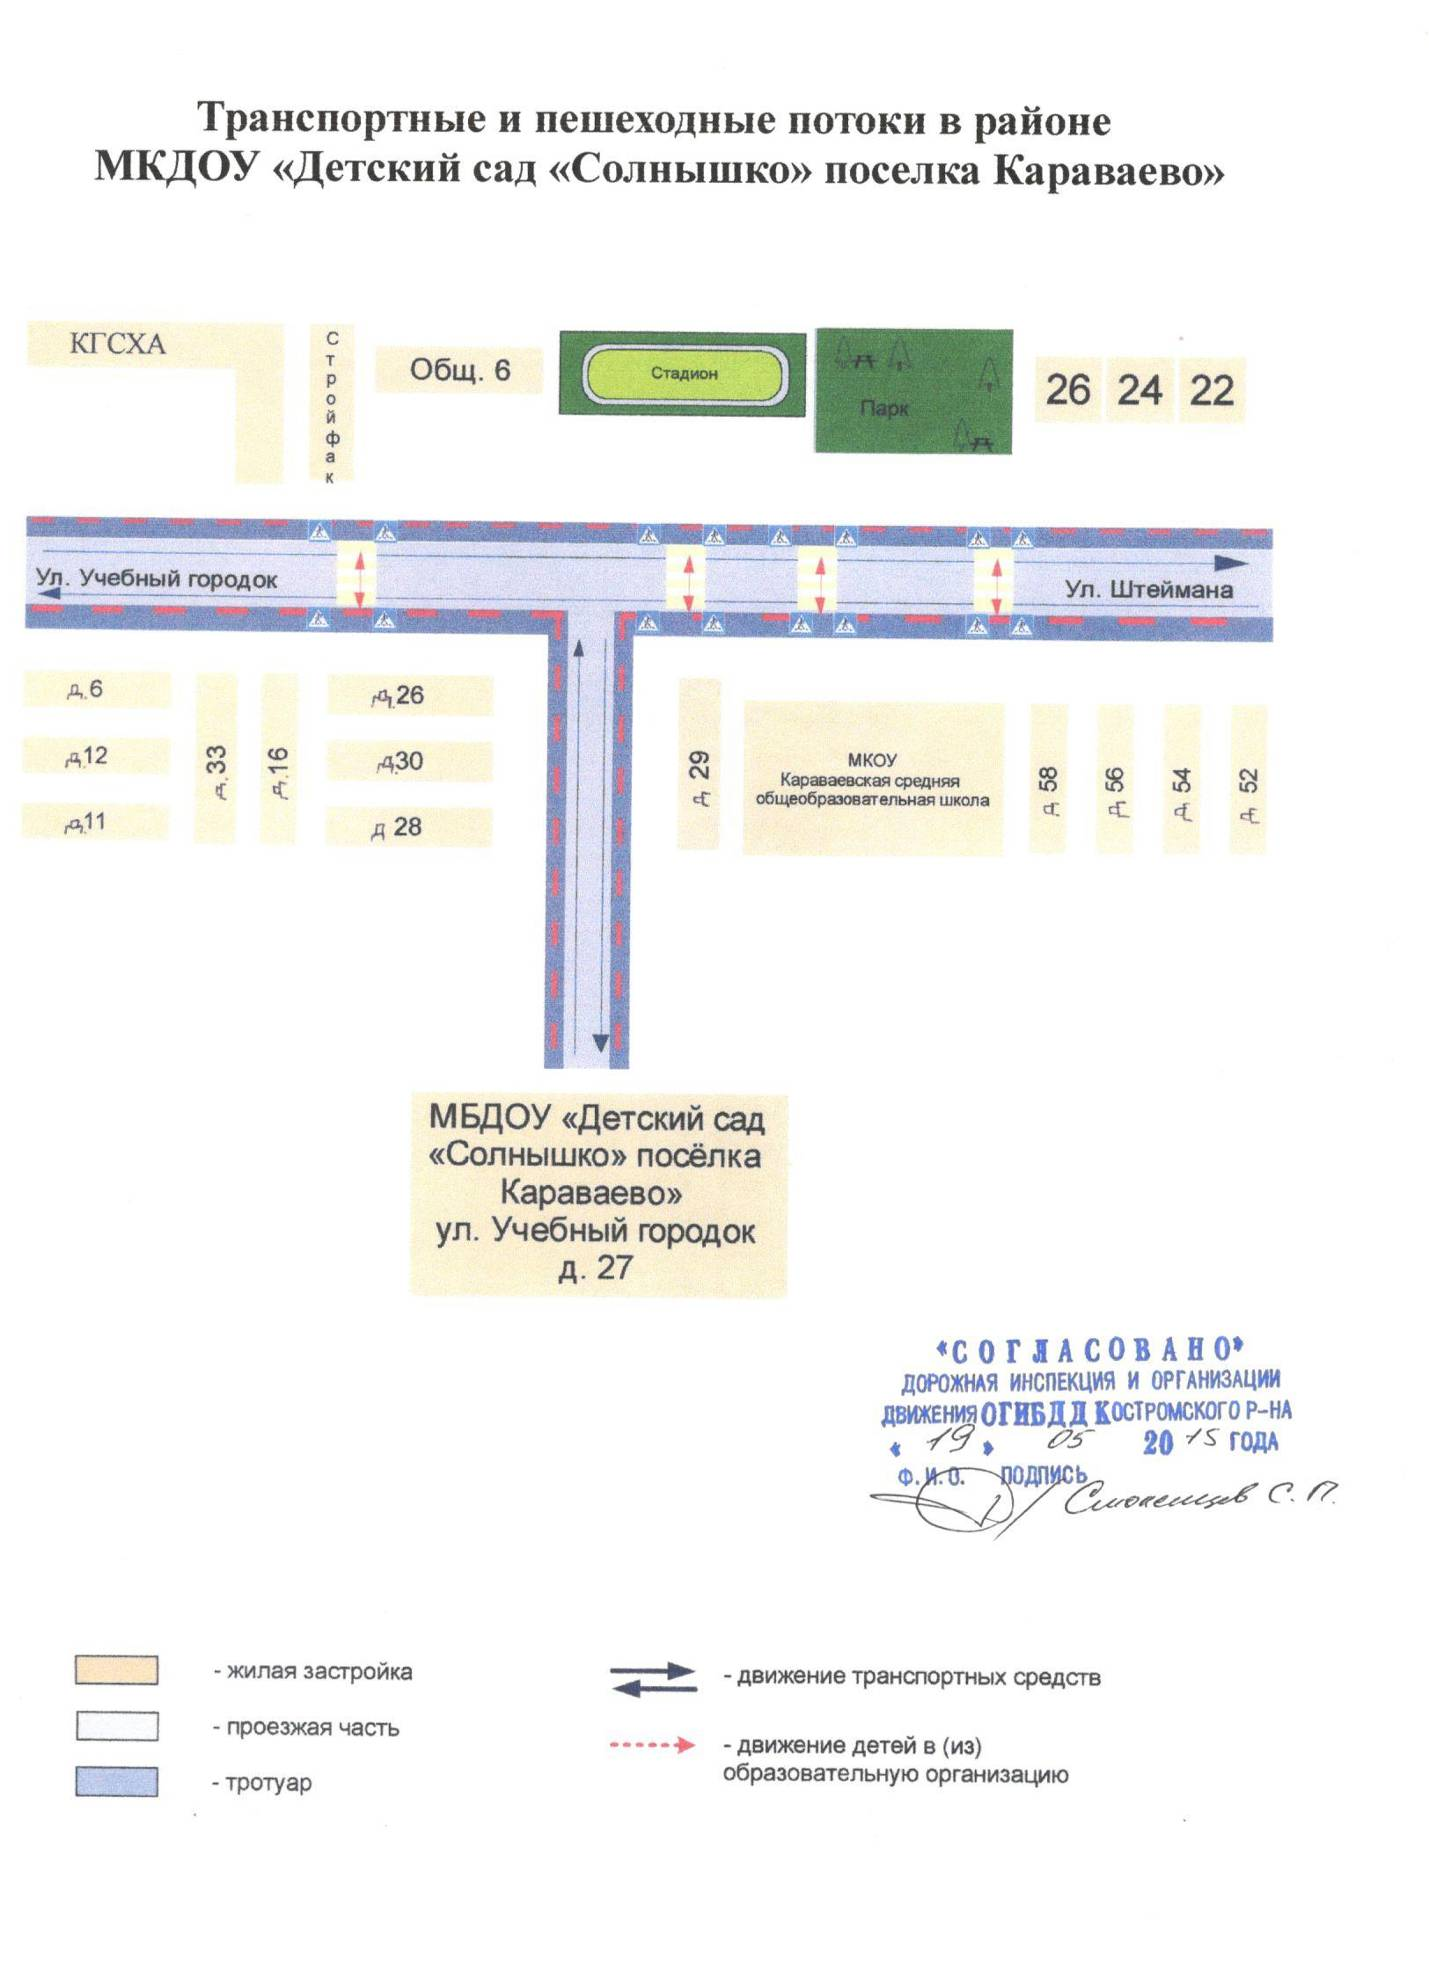 Транспортные и пешеходные потоки в районе
МКДОУ «Детский сад «Солнышко» поселка Караваево»
КГСХА
Стройфак
Общ. 6
Стадион
Парк
26
24
22
Ул. Учебный городок
Ул. Штеймана
д.6
д.12
д.11
д.33
д.16
д.26
д.30
д 28
д 29
МКОУ
Караваевская средняя
общеобразовательная школа
д 58
д. 56
д. 54
д. 52
МБДОУ «Детский сад
«Солнышко» посёлка
Караваево»
ул. Учебный городок
д. 27
«СОГЛАСОВАНО»
ДОРОЖНАЯ ИНСПЕКЦИЯ И ОРГАНИЗАЦИИ
ДВИЖЕНИЯ ОГИБДД КОСТРОМСКОГО Р-НА
« 19 » 05 2015 ГОДА
Ф.И.О. ПОДПИСЬ
С.П.
- жилая застройка
- проезжая часть
- тротуар
- движение транспортных средств
- движение детей в (из)
образовательную организацию